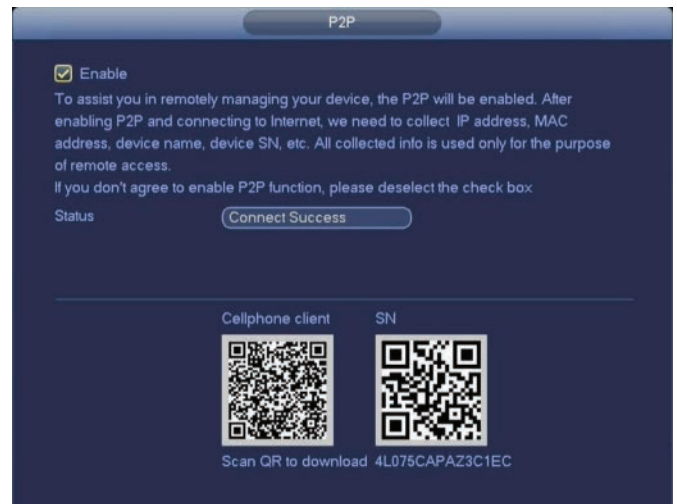 P2P
Enable
To assist you in remotely managing your device, the P2P will be enabled. After
enabling P2P and connecting to Internet, we need to collect IP address, MAC
address, device name, device SN, etc. All collected info is used only for the purpose
of remote access.
If you don't agree to enable P2P function, please deselect the check box
Status Connect Success
Cellphone client SN
Scan QR to download 4L075CAPAZ3C1EC